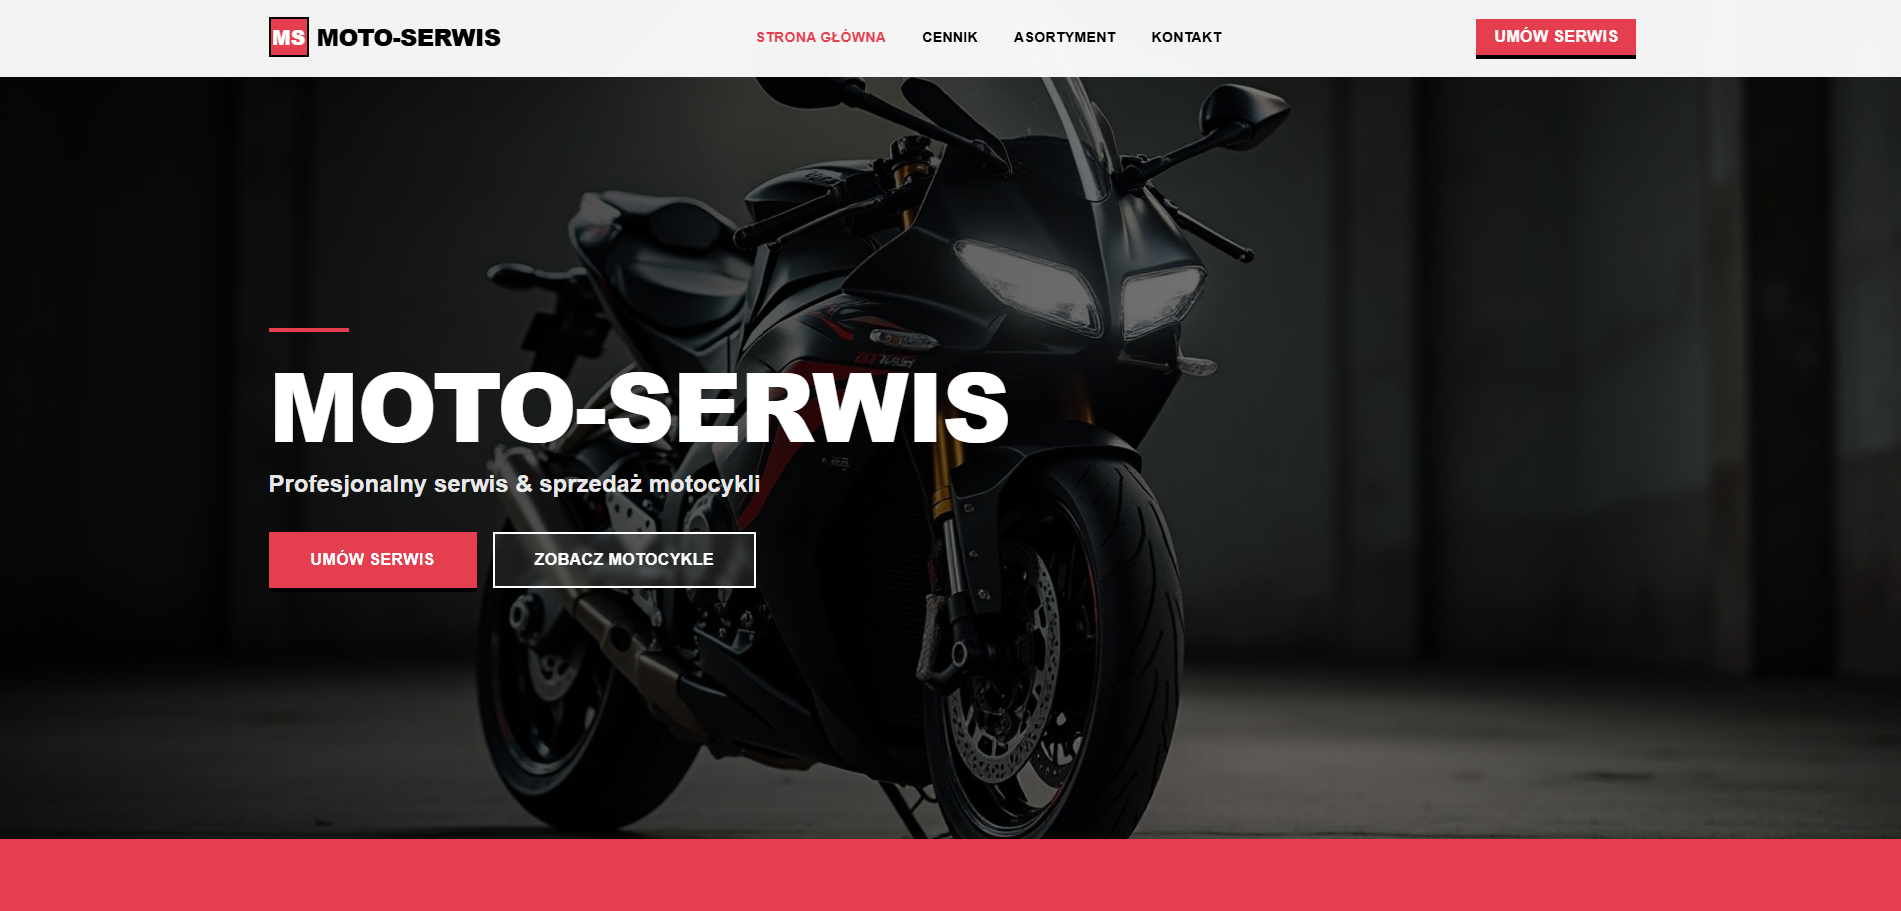 MS MOTO-SERWIS
STRONA GŁÓWNA
CENNIK
ASORTYMENT
KONTAKT
UMÓW SERWIS
MOTO-SERWIS
Profesjonalny serwis & sprzedaż motocykli
UMÓW SERWIS
ZOBACZ MOTOCYKLE